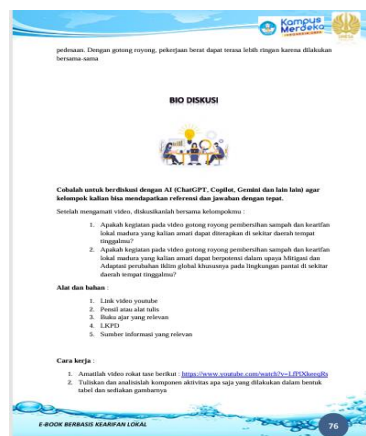 Kampus
Merdeka
pedesaan. Dengan gotong royong, pekerjaan berat dapat terasa lebih ringan karena dilakukan
bersama-sama
BIO DISKUSI
Cobalah untuk berdiskusi dengan AI (ChatGPT, Copilot, Gemini dan lain lain) agar
kelompok kalian bisa mendapatkan referensi dan jawaban dengan tepat.
Setelah mengamati video, diskusikanlah bersama kelompokmu :
1. Apakah kegiatan pada video gotong royong pembersihan sampah dan kearifan
lokal madura yang kalian amati dapat diterapkan di sekitar daerah tempat
tinggalmu?
2. Apakah kegiatan pada video gotong royong pembersihan sampah dan kearifan
lokal madura yang kalian amati dapat berpotensi dalam upaya Mitigasi dan
Adaptasi perubahan iklim global khususnya pada lingkungan pantai di sekitar
daerah tempat tinggalmu?
Alat dan bahan :
1. Link video youtube
2. Pensil atau alat tulis
3. Buku ajar yang relevan
4. LKPD
5. Sumber informasi yang relevan
Cara kerja :
1. Amatilah video rokat tase berikut :
2. Tuliskan dan analisislah komponen aktivitas apa saja yang dilakukan dalam bentuk
tabel dan sediakan gambarnya
E-BOOK BERBASIS KEARIFAN LOKAL
76